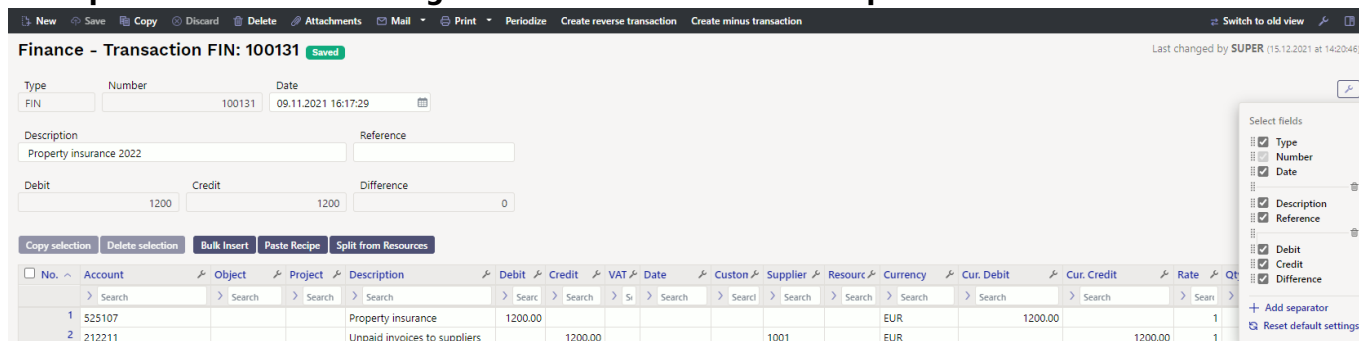 New Save Copy Discard Delete Attachments Mail Print Periodize Create reverse transaction Create minus transaction Switch to old view
Finance - Transaction FIN: 100131 Saved Last changed by SUPER (15.12.2021 at 14:20:46)
Type Number Date
FIN 100131 09.11.2021 16:17:29
Description Reference
Property insurance 2022
Debit Credit Difference
1200 1200 0
Select fields
Type
Number
Date
Description
Reference
Debit
Credit
Difference
+ Add separator
Reset default settings
Copy selection Delete selection Bulk Insert Paste Recipe Split from Resources
No. Account Object Project Description Debit Credit VAT Date Custon Supplier Resourc Currency Cur. Debit Cur. Credit Rate
> Search > Search > Search > Search > Searc > Search > Se > Search > Searcl > Search > Search > Search > Search > Search > Searc >
1 525107 Property insurance 1200.00 EUR 1200.00 1
2 212211 Unpaid invoices to suppliers 1200.00 1001 EUR 1200.00 1